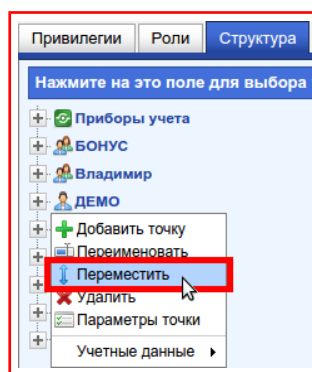 Привилегии Роли Структура
Нажмите на это поле для выбора
Приборы учета
БОНУС
Владимир
ДЕМО
Добавить точку
Переименовать
Переместить
Удалить
Параметры точки
Учетные данные